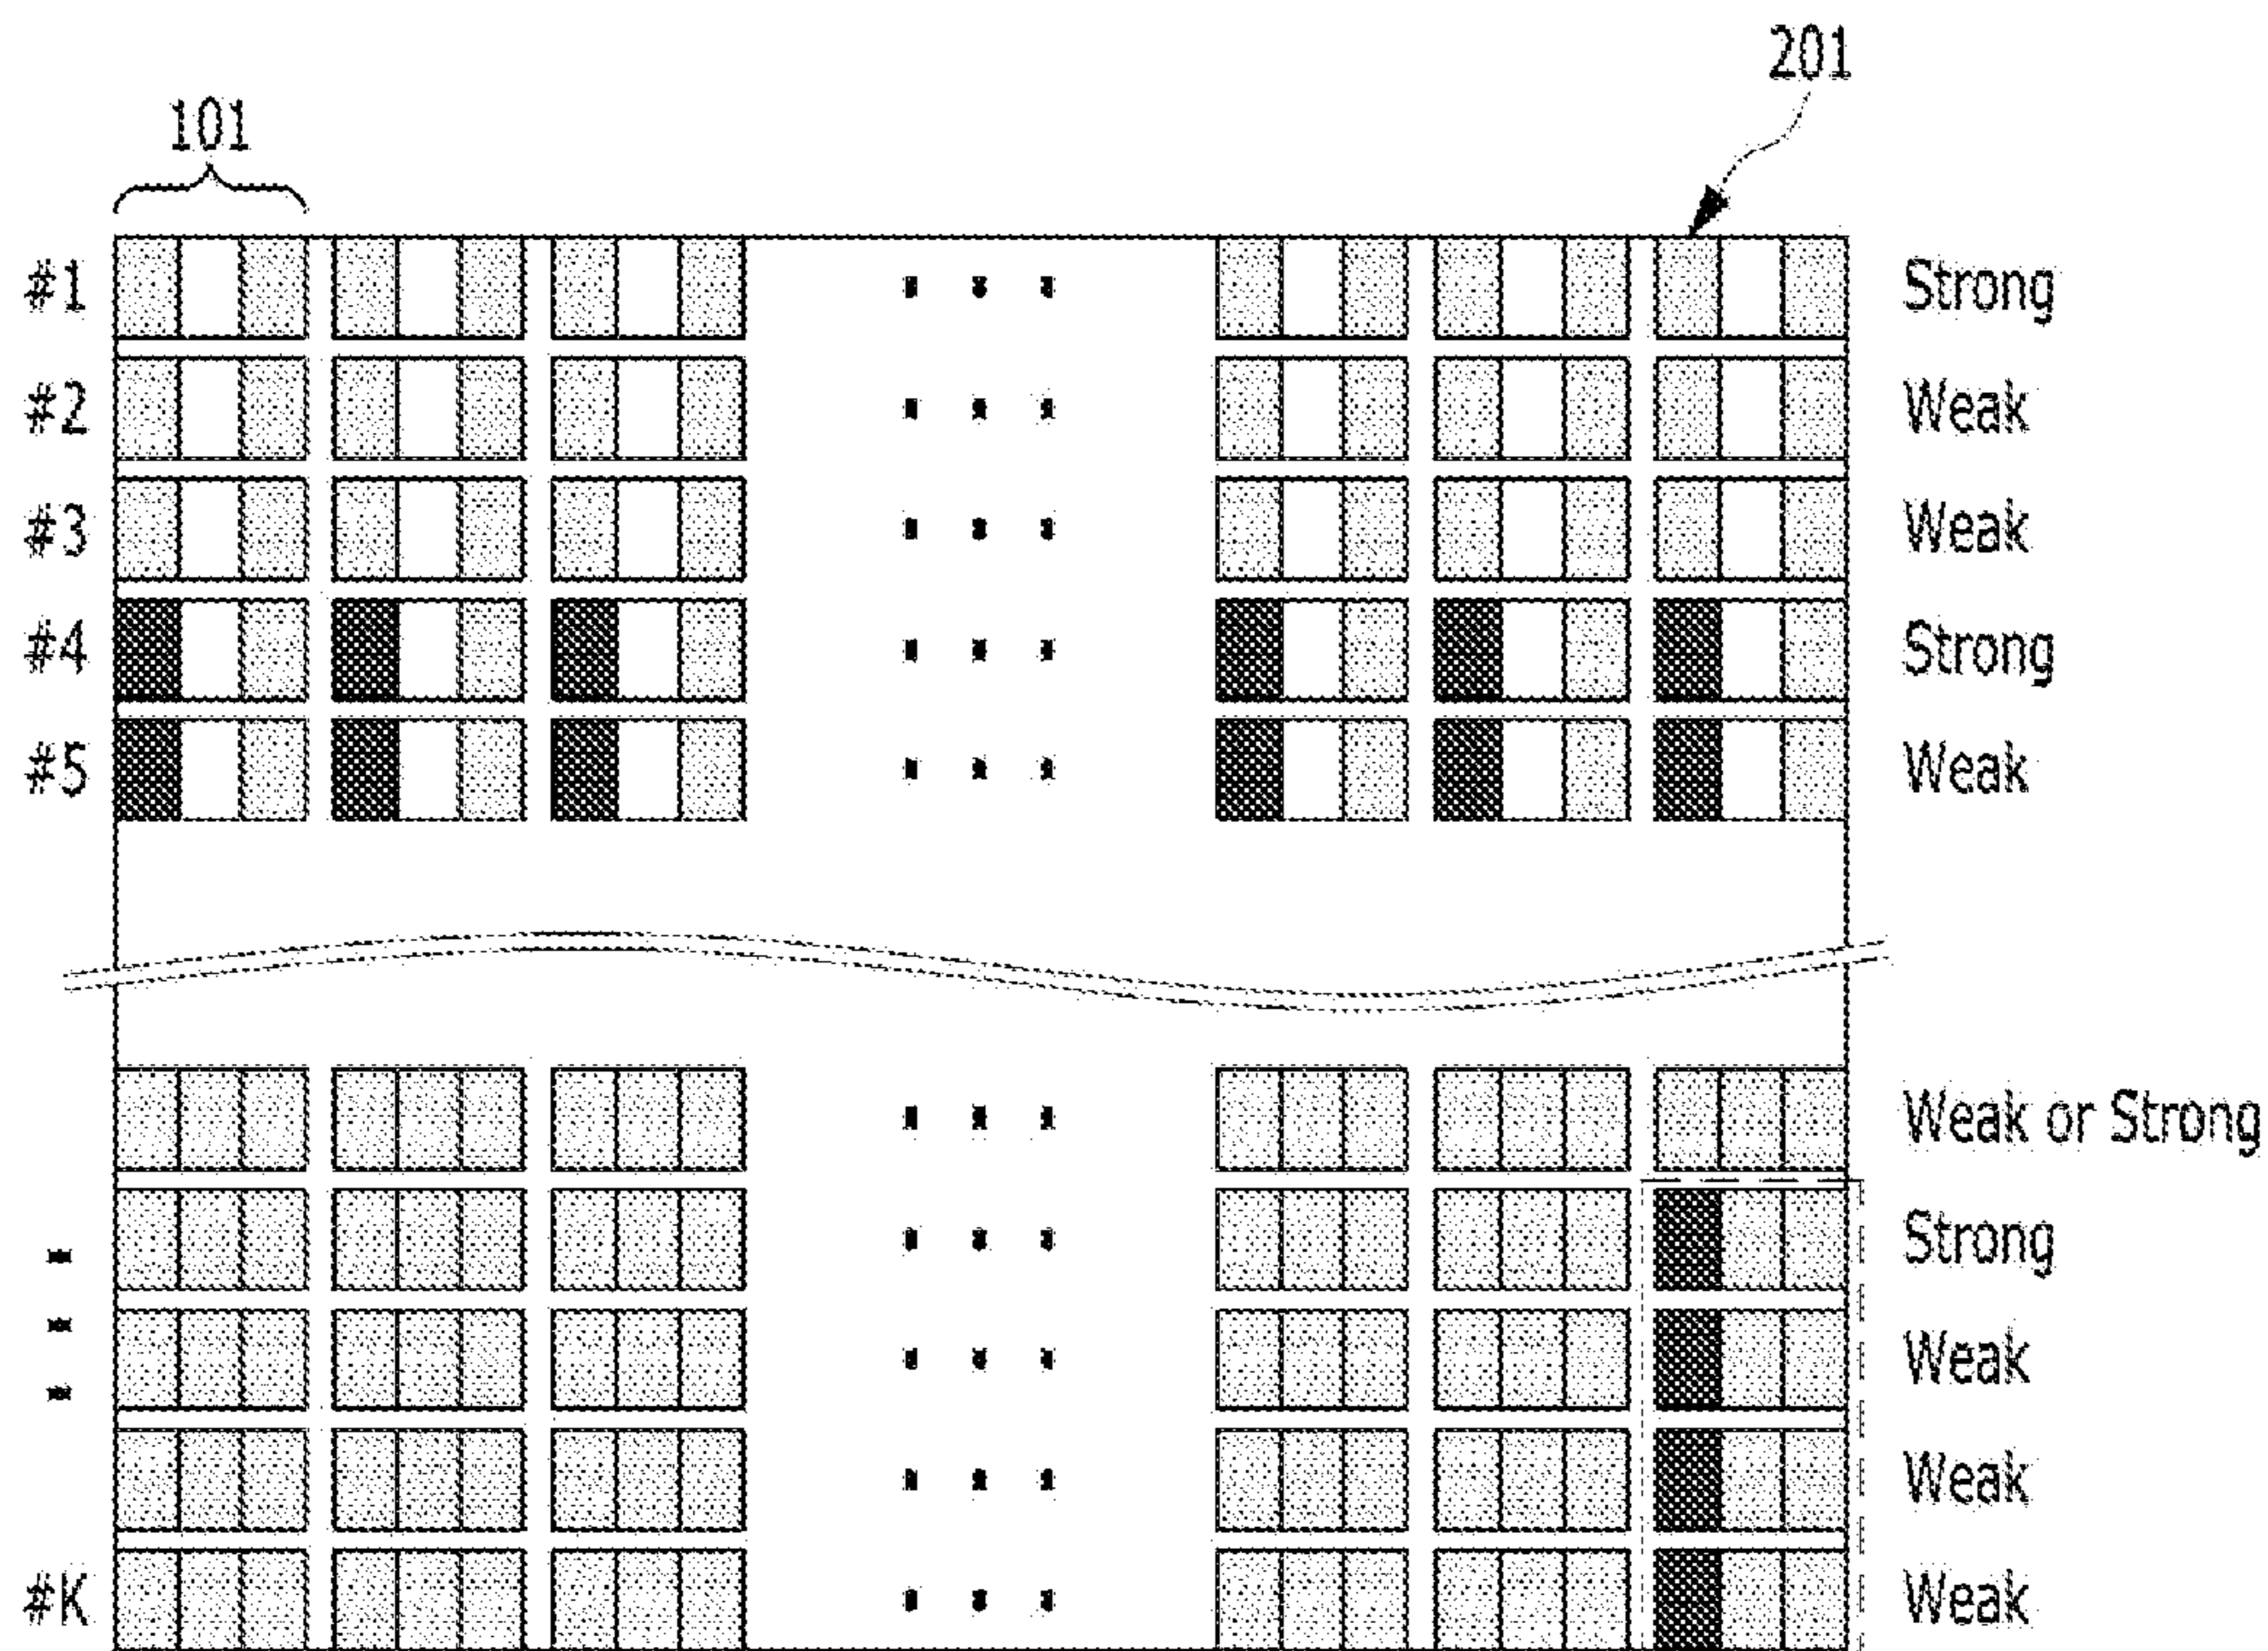 201
101
#1 Strong
#2 Weak
#3 Weak
#4 Strong
#5 Weak
Weak or Strong
Strong
Weak
Weak
#K Weak